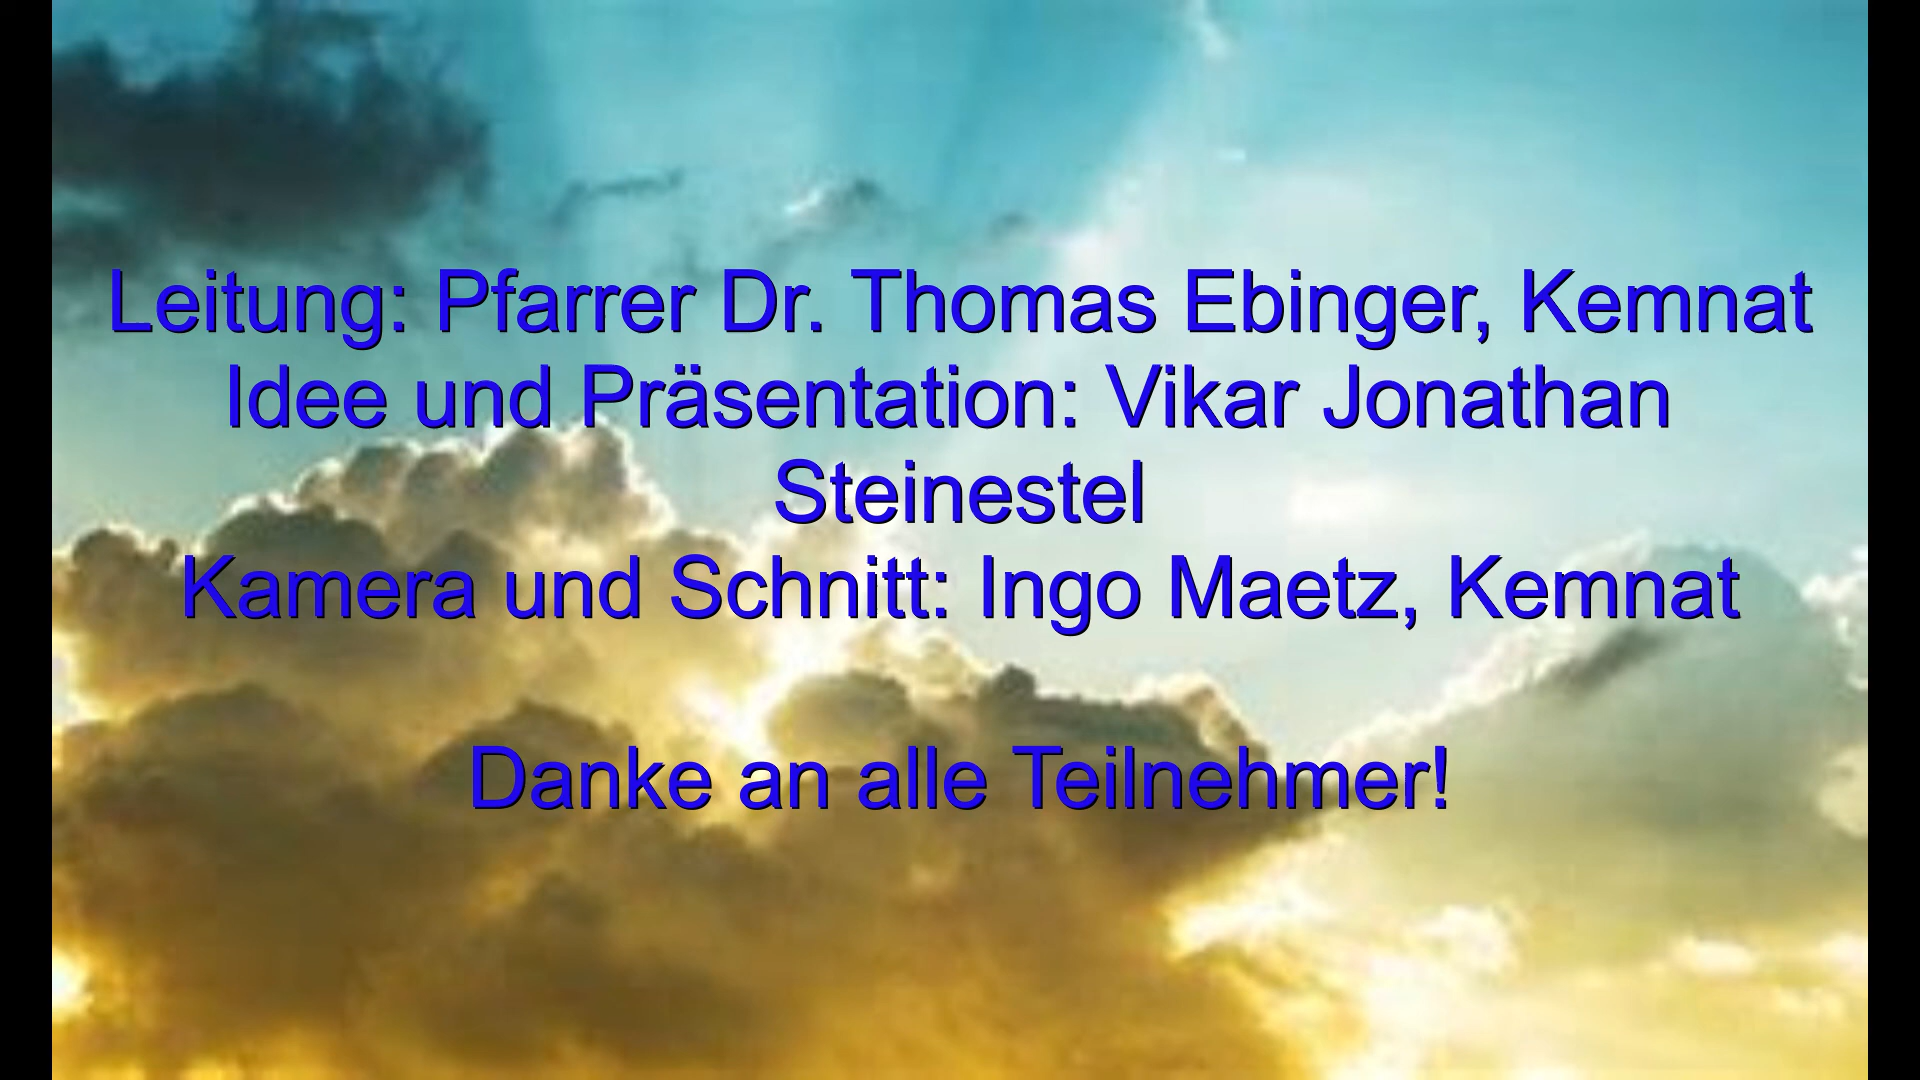 Leitung: Pfarrer Dr. Thomas Ebinger, Kemnat
Idee und Präsentation: Vikar Jonathan
Steinestel
Kamera und Schnitt: Ingo Maetz, Kemnat
Danke an alle Teilnehmer!